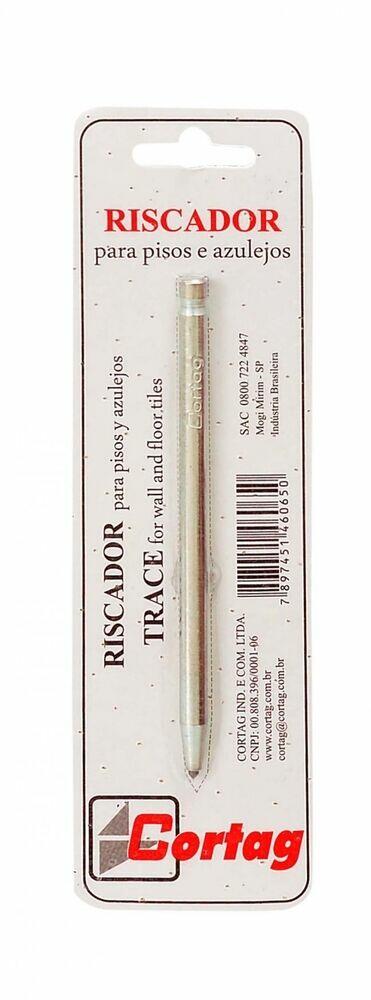 RISCADOR
para pisos e azulejos
RISCADOR para pisos y azulejos
TRACE for wall and floor tiles
Cortag
SAC 0800 722 4847
Mogi Mirim - SP
Indústria Brasileira
7 897451 460650
CORTAG IND. E COM. LTDA.
CNPJ: 00.808.396/0001-06
www.cortag.com.br
cortag@cortag.com.br
Cortag